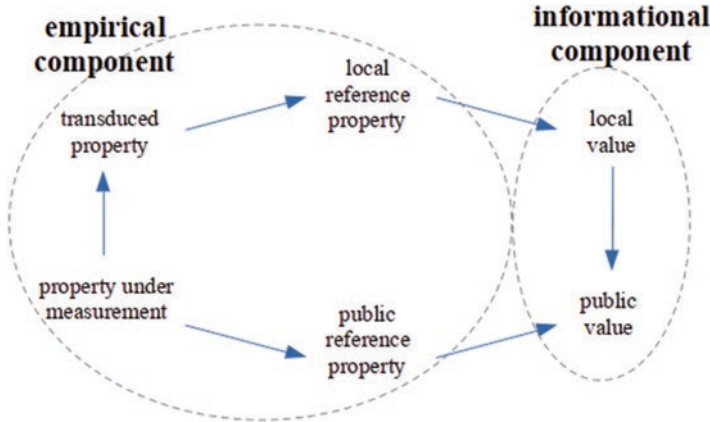 empirical
component
informational
component
transduced
property
local
reference
property
local
value
property under
measurement
public
reference
property
public
value